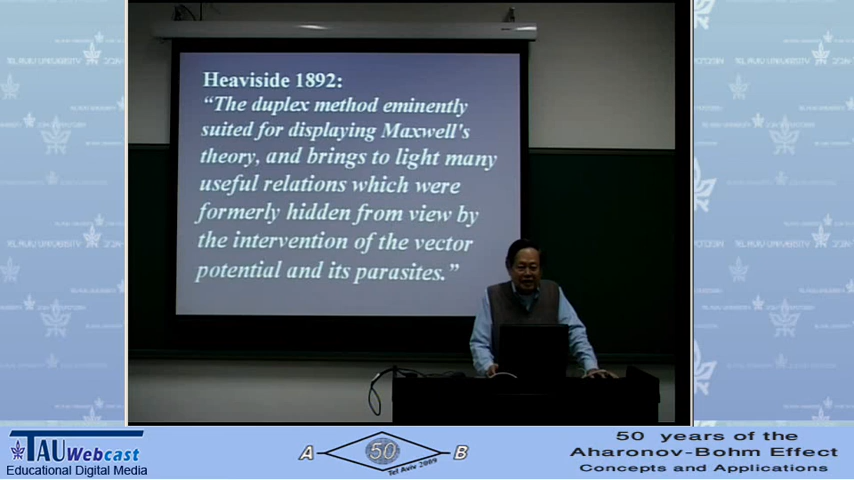 Heaviside 1892:
“The duplex method eminently
suited for displaying Maxwell's
theory, and brings to light many
useful relations which were
formerly hidden from view by
the intervention of the vector
potential and its parasites.”
TAU Webcast
Educational Digital Media
A 50 B
Tel Aviv 2009
50 years of the
Aharonov-Bohm Effect
Concepts and Applications